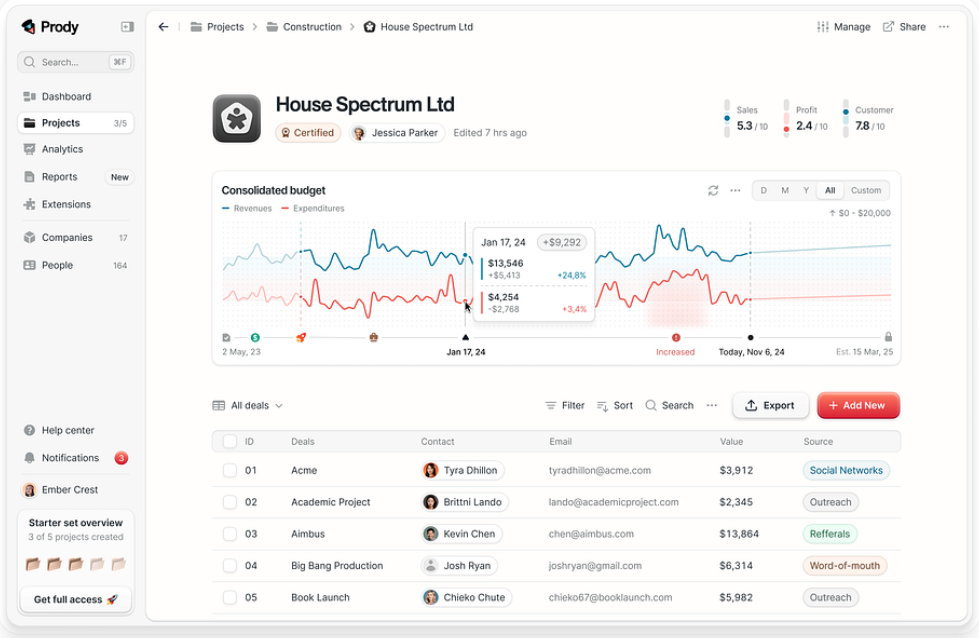 Prody
Search...
⌘F
Dashboard
Projects
3/5
Analytics
Reports
New
Extensions
Companies
17
People
164
Help center
Notifications
3
Ember Crest
Starter set overview
3 of 5 projects created
Get full access
Projects
Construction
House Spectrum Ltd
Manage
Share
House Spectrum Ltd
Certified
Jessica Parker
Edited 7 hrs ago
Sales
5.3 / 10
Profit
2.4 / 10
Customer
7.8 / 10
Consolidated budget
D M Y All Custom
Revenues Expenditures
↑ $0 - $20,000
Jan 17, 24 +$9,292
$13,546
+$5,413 +24,8%
$4,254
-$2,768 +3,4%
2 May, 23
Jan 17, 24
Increased
Today, Nov 6, 24
Est. 15 Mar, 25
All deals
Filter
Sort
Search
Export
+ Add New
ID Deals Contact Email Value Source
01 Acme Tyra Dhillon tyradhillon@acme.com $3,912 Social Networks
02 Academic Project Brittni Lando lando@academicproject.com $2,345 Outreach
03 Aimbus Kevin Chen chen@aimbus.com $13,864 Refferals
04 Big Bang Production Josh Ryan joshryan@gmail.com $6,314 Word-of-mouth
05 Book Launch Chieko Chute chieko67@booklaunch.com $5,982 Outreach